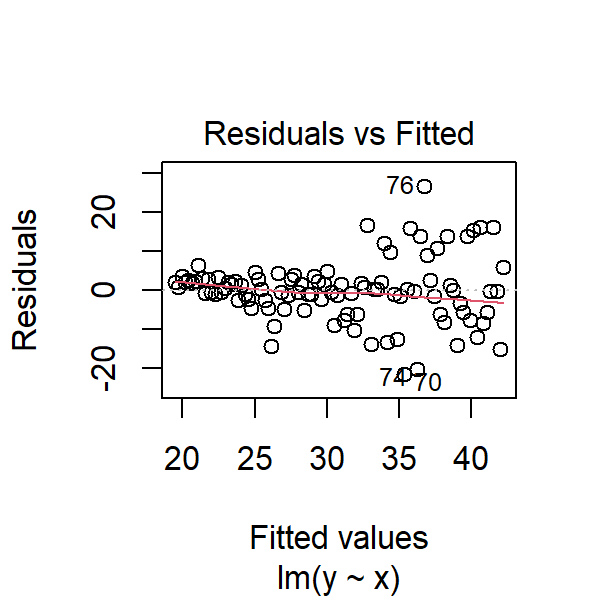 Residuals vs Fitted
Residuals
20
0
-20
76
74
70
20 25 30 35 40
Fitted values
lm(y ~ x)